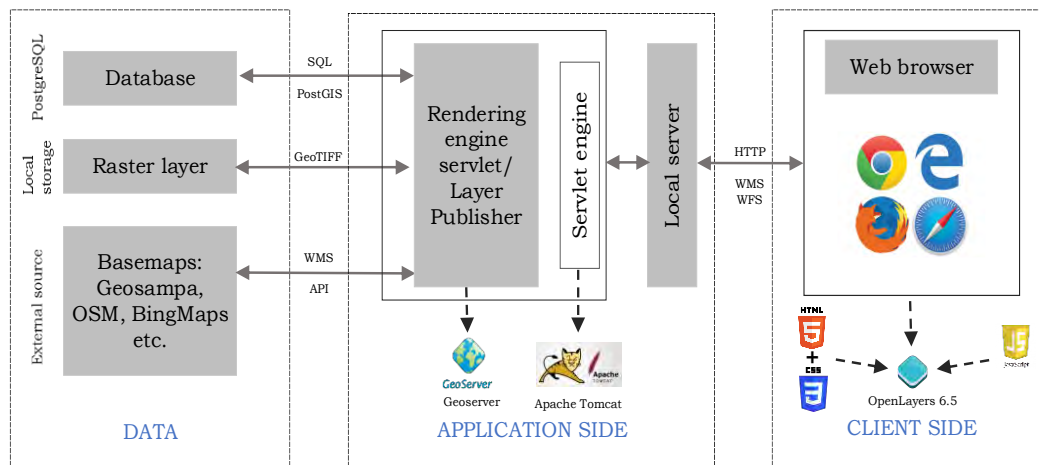 PostgreSQL
Database
SQL
PostGIS
Local
storage
Raster layer
GeoTIFF
External source
Basemaps:
Geosampa,
OSM, BingMaps
etc.
WMS
API
DATA
Rendering
engine
servlet/
Layer
Publisher
Servlet engine
Local server
GeoServer
Geoserver
Apache
TOMCAT
Apache Tomcat
APPLICATION SIDE
HTTP
WMS
WFS
Web browser
HTML
5
+
CSS
3
JS
JavaScript
OpenLayers 6.5
CLIENT SIDE